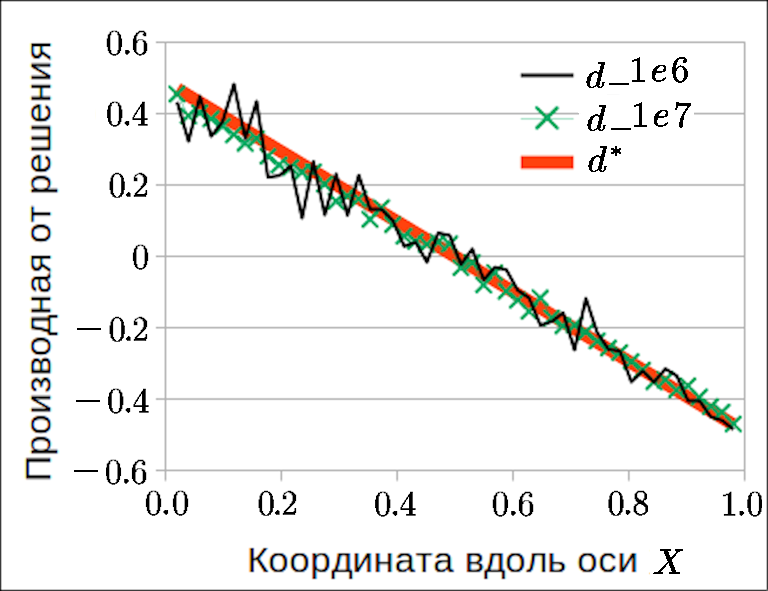 Производная от решения
0.6
0.4
0.2
0
−0.2
−0.4
−0.6
d_1e6
d_1e7
d*
0.0 0.2 0.4 0.6 0.8 1.0
Координата вдоль оси X